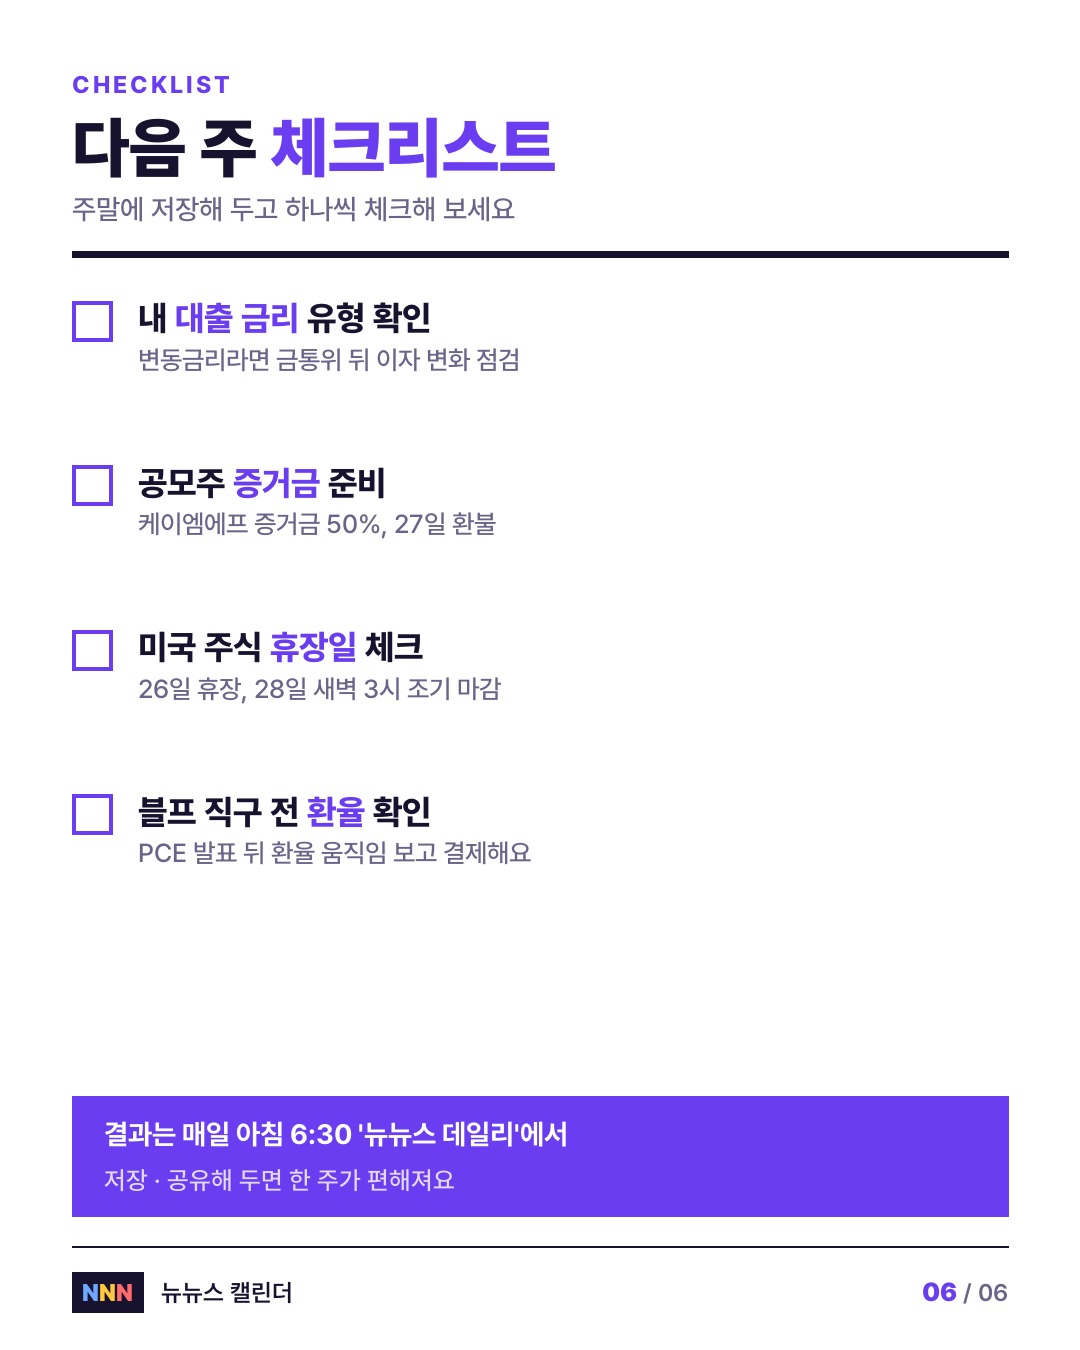 CHECKLIST
다음 주 체크리스트
주말에 저장해 두고 하나씩 체크해 보세요
내 대출 금리 유형 확인
변동금리라면 금통위 뒤 이자 변화 점검
공모주 증거금 준비
케이엠에프 증거금 50%, 27일 환불
미국 주식 휴장일 체크
26일 휴장, 28일 새벽 3시 조기 마감
블프 직구 전 환율 확인
PCE 발표 뒤 환율 움직임 보고 결제해요
결과는 매일 아침 6:30 '뉴뉴스 데일리'에서
저장 · 공유해 두면 한 주가 편해져요
NNN 뉴뉴스 캘린더
06 / 06